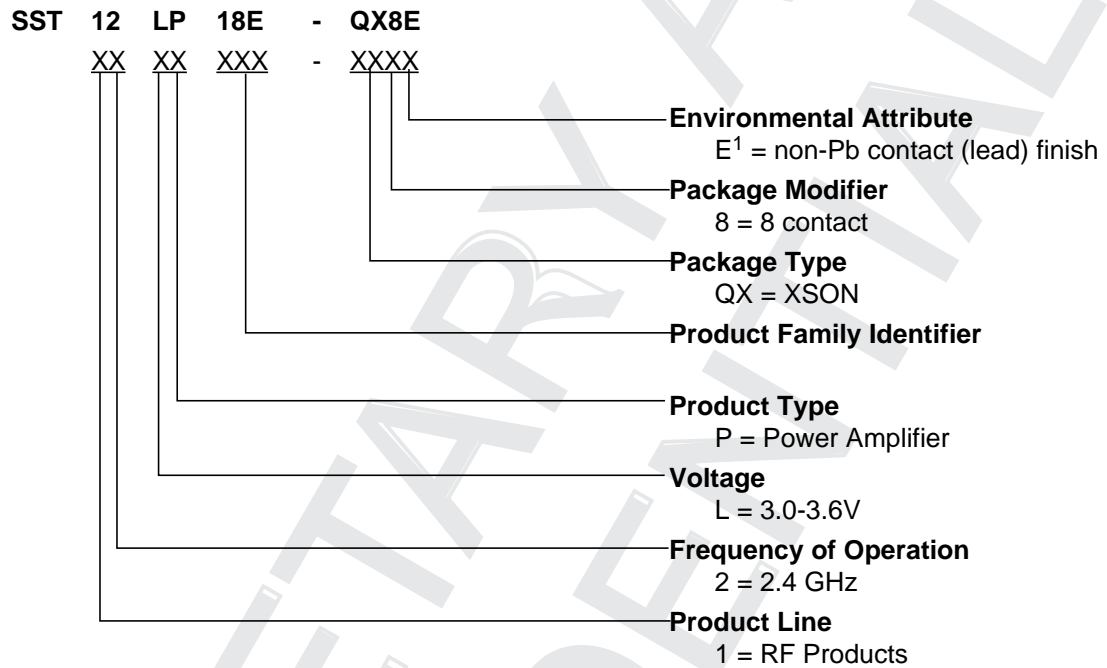 SST 12 LP 18E - QX8E
XX XX XXX - XXXX
Environmental Attribute
E1 = non-Pb contact (lead) finish
Package Modifier
8 = 8 contact
Package Type
QX = XSON
Product Family Identifier
Product Type
P = Power Amplifier
Voltage
L = 3.0-3.6V
Frequency of Operation
2 = 2.4 GHz
Product Line
1 = RF Products